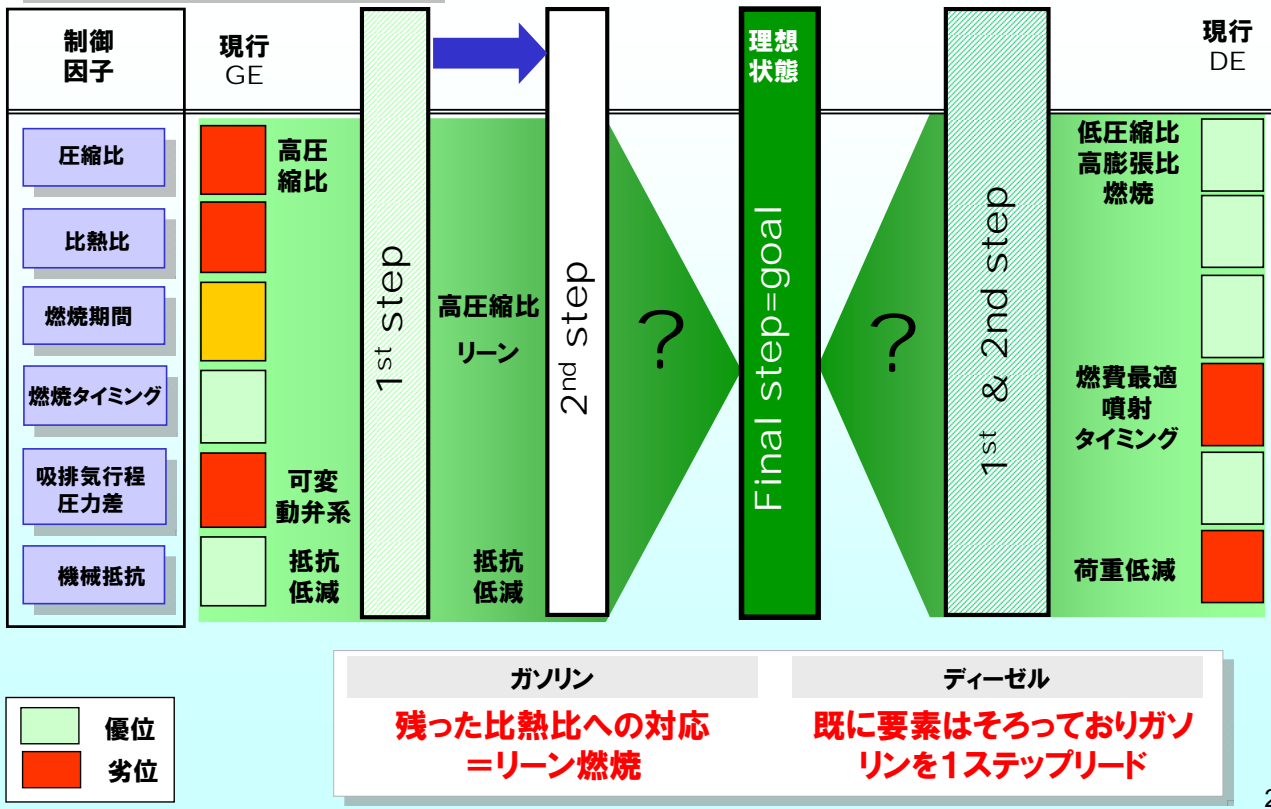 制御
因子
現行
GE
理想
状態
現行
DE
圧縮比
比熱比
燃焼期間
燃焼タイミング
吸排気行程
圧力差
機械抵抗
高圧
縮比
可変
動弁系
抵抗
低減
1st step
高圧縮比
リーン
抵抗
低減
2nd step
?
Final step=goal
?
1st & 2nd step
低圧縮比
高膨張比
燃焼
燃費最適
噴射
タイミング
荷重低減
優位
劣位
ガソリン
残った比熱比への対応
=リーン燃焼
ディーゼル
既に要素はそろっておりガソ
リンを1ステップリード